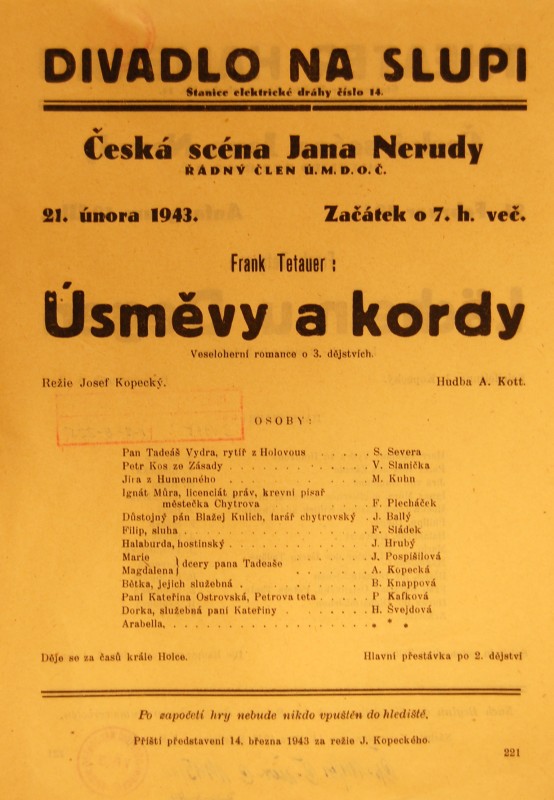 DIVADLO NA SLUPI
Stanice elektrické dráhy číslo 14.
Česká scéna Jana Nerudy
ŘÁDNÝ ČLEN Ú.M.D.O.Č.
21. února 1943. Začátek o 7. h. več.
Frank Tetauer:
Úsměvy a kordy
Veseloherní romance o 3. dějstvích.
Režie Josef Kopecký. Hudba A. Kott.
OSOBY:
Pan Tadeáš Vydra, rytíř z Holovous . . . . . S. Severa
Petr Kos ze Zásady . . . . . . . . . . . . V. Slanička
Jíra z Humenného . . . . . . . . . . . . M. Kuhn
Ignát Můra, licenciát práv, krevní písař
městečka Chytrova . . . . . . . . . F. Plecháček
Důstojný pán Blažej Kulich, farář chytrovský . J. Ballý
Filip, sluha . . . . . . . . . . . . . . F. Sládek
Halaburda, hostinský . . . . . . . . . . . J. Hrubý
Marie } dcery pana Tadeáše J. Pospíšilová
Magdalena } . . . . . A. Kopecká
Bětka, jejich služebná . . . . . . . . . . B. Knappová
Paní Kateřina Ostrovská, Petrova teta . . . . P Kafková
Dorka, služebná paní Kateřiny . . . . . . . H. Švejdová
Arabella, . . . . . . . . . . . . . . . * * *
Děje se za časů krále Holce. Hlavní přestávka po 2. dějství
Po započetí hry nebude nikdo vpuštěn do hlediště.
Příští představení 14. března 1943 za režie J. Kopeckého.
221